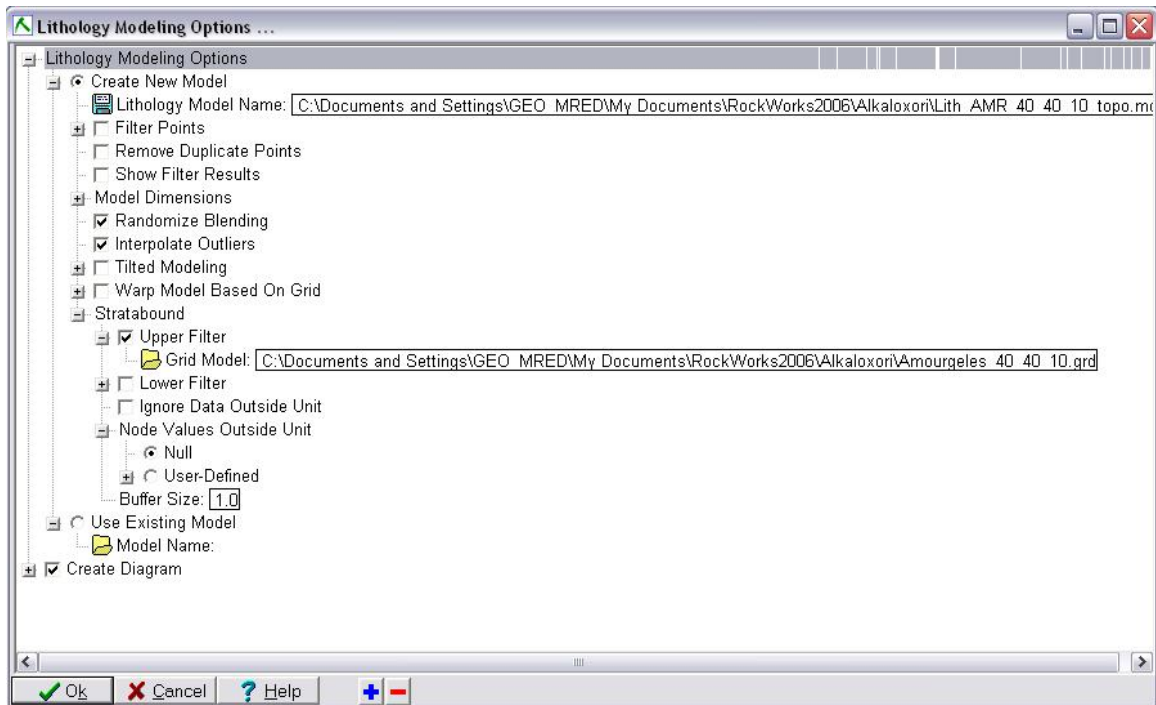 Lithology Modeling Options ...
Lithology Modeling Options
Create New Model
Lithology Model Name: C:\Documents and Settings\GEO_MRED\My Documents\RockWorks2006\Alkaloxori\Lith_AMR_40_40_10_topo.mo
Filter Points
Remove Duplicate Points
Show Filter Results
Model Dimensions
Randomize Blending
Interpolate Outliers
Tilted Modeling
Warp Model Based On Grid
Stratabound
Upper Filter
Grid Model: C:\Documents and Settings\GEO_MRED\My Documents\RockWorks2006\Alkaloxori\Amourgeles_40_40_10.grd
Lower Filter
Ignore Data Outside Unit
Node Values Outside Unit
Null
User-Defined
Buffer Size: 1.0
Use Existing Model
Model Name:
Create Diagram
Ok Cancel ? Help